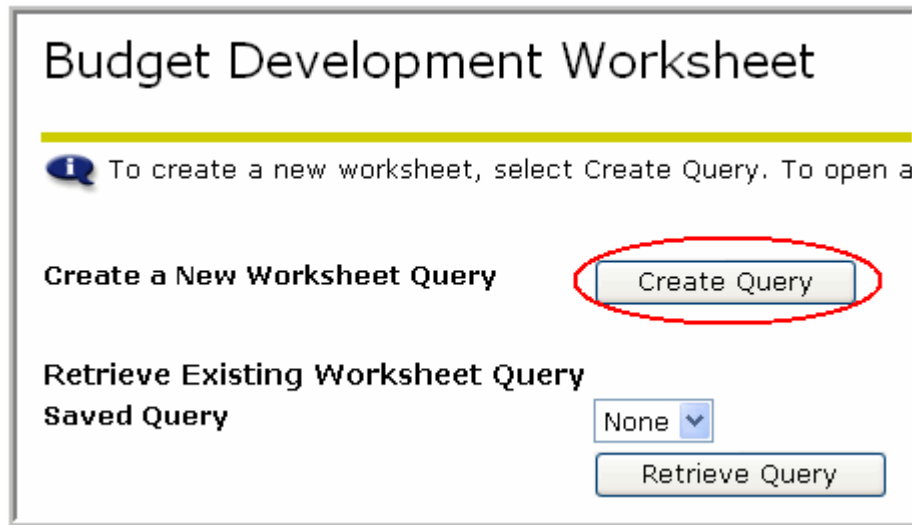 Budget Development Worksheet
To create a new worksheet, select Create Query. To open a
Create a New Worksheet Query Create Query
Retrieve Existing Worksheet Query
Saved Query None
Retrieve Query